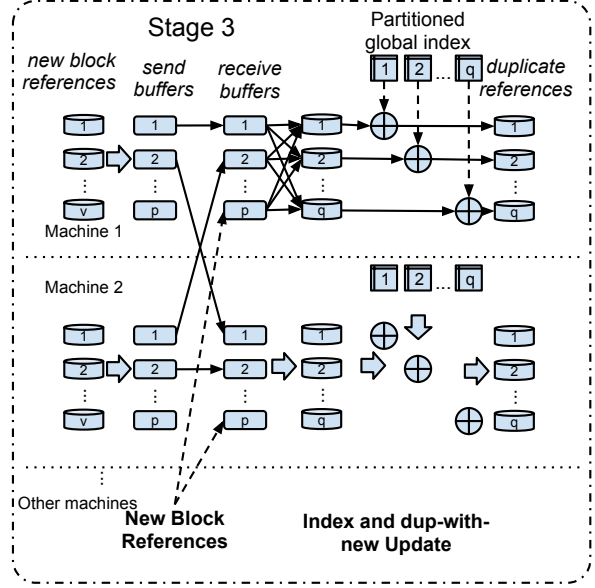 Stage 3
Partitioned
global index
new block
references
send
buffers
receive
buffers
1 2 ... q
duplicate
references
1 1 1 1 1
2 2 2 2 2
⋮ ⋮ ⋮ ⋮ ⋮
v p p q q
Machine 1
Machine 2
1 2 ... q
1 1 1 1 1
2 2 2 2 2
⋮ ⋮ ⋮ ⋮ ⋮
v p p q q
⋮
Other machines
New Block
References
Index and dup-with-
new Update